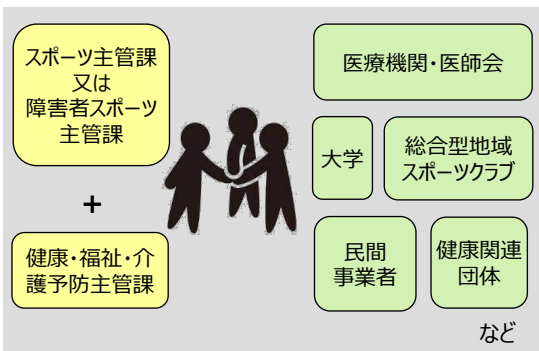 スポーツ主管課
又は
障害者スポーツ
主管課
+
健康・福祉・介
護予防主管課
医療機関・医師会
大学
総合型地域
スポーツクラブ
民間
事業者
健康関連
団体
など